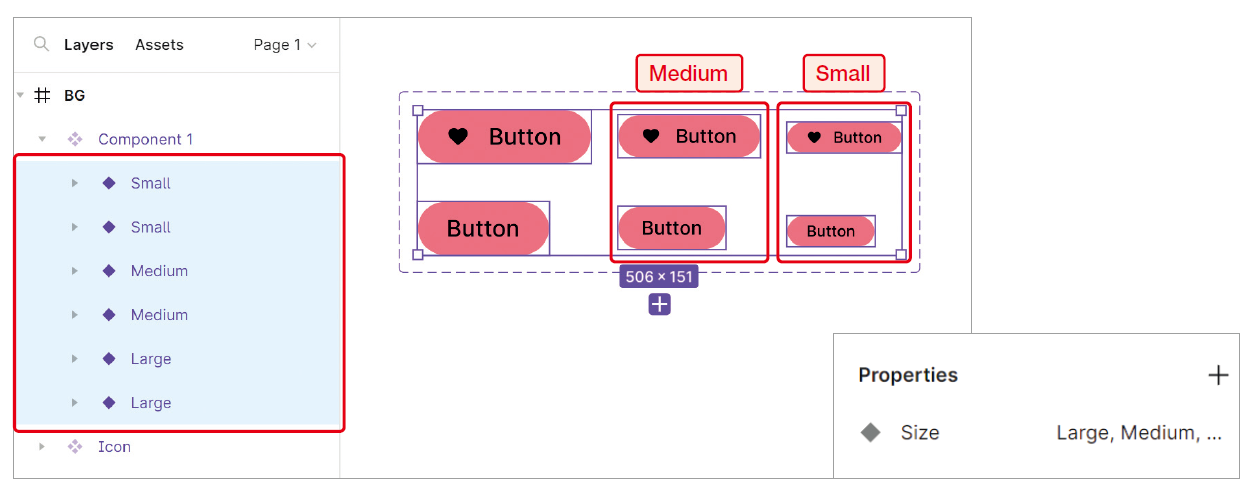 Layers Assets Page 1
BG
Component 1
Small
Small
Medium
Medium
Large
Large
Icon
Medium Small
Button Button Button
Button Button Button
506 × 151
Properties
Size Large, Medium, ...